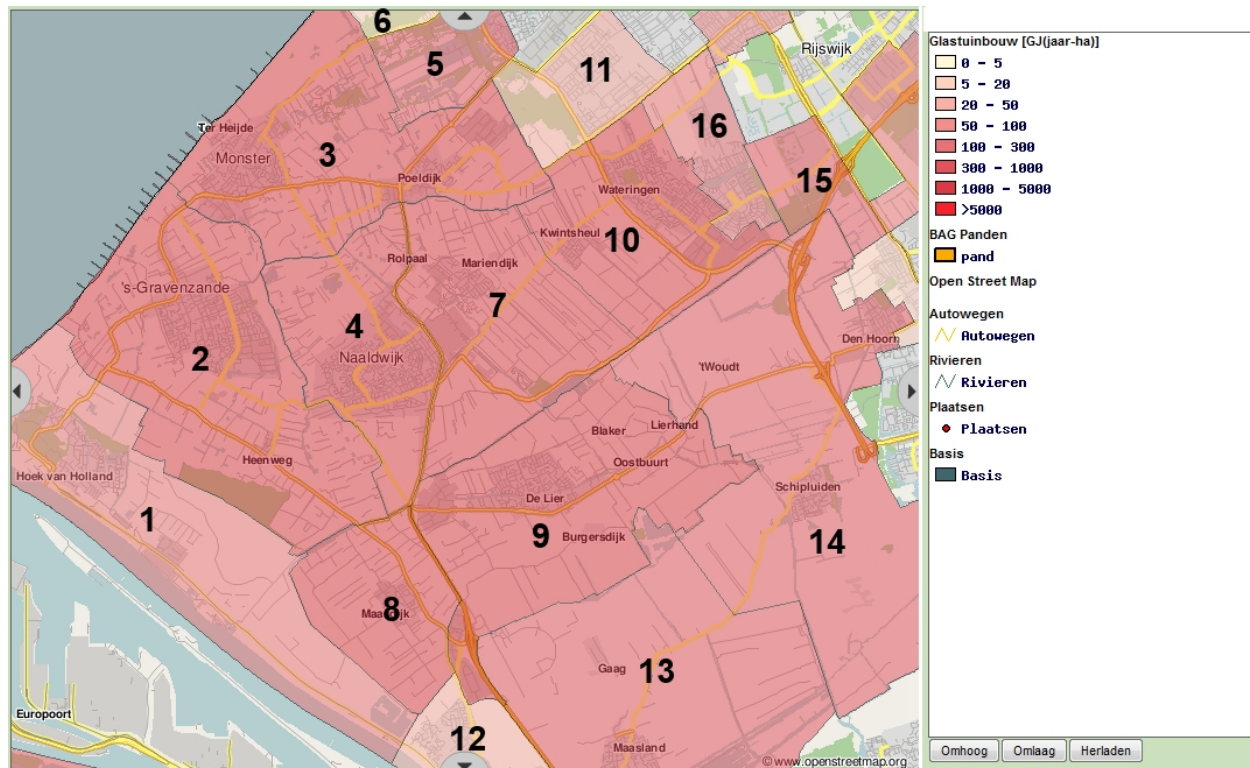 6
5
11
Rijswijk
16
Ter Heijde
Monster
3
Poeldijk
Wateringen
15
Kwintsheul
10
Rolpaal
Mariendijk
's-Gravenzande
4
7
2
Naaldwijk
Den Hoorn
'tWoudt
Blaker
Lierhand
Heenweg
Oostbuurt
Hoek van Holland
De Lier
Schipluiden
1
9
Burgersdijk
14
8
Gaag
13
Europoort
12
Maasland
© www.openstreetmap.org
Glastuinbouw [GJ(jaar-ha)]
0 - 5
5 - 20
20 - 50
50 - 100
100 - 300
300 - 1000
1000 - 5000
>5000
BAG Panden
pand
Open Street Map
Autowegen
Autowegen
Rivieren
Rivieren
Plaatsen
Plaatsen
Basis
Basis
Omhoog
Omlaag
Herladen